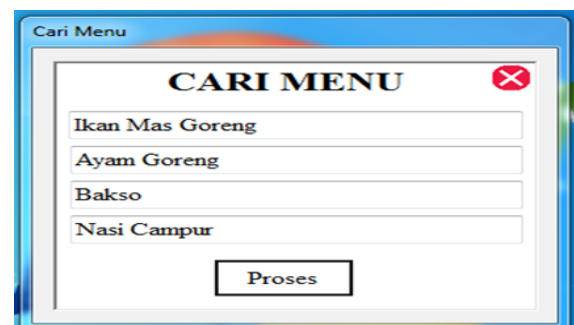 Cari Menu
CARI MENU
Ikan Mas Goreng
Ayam Goreng
Bakso
Nasi Campur
Proses